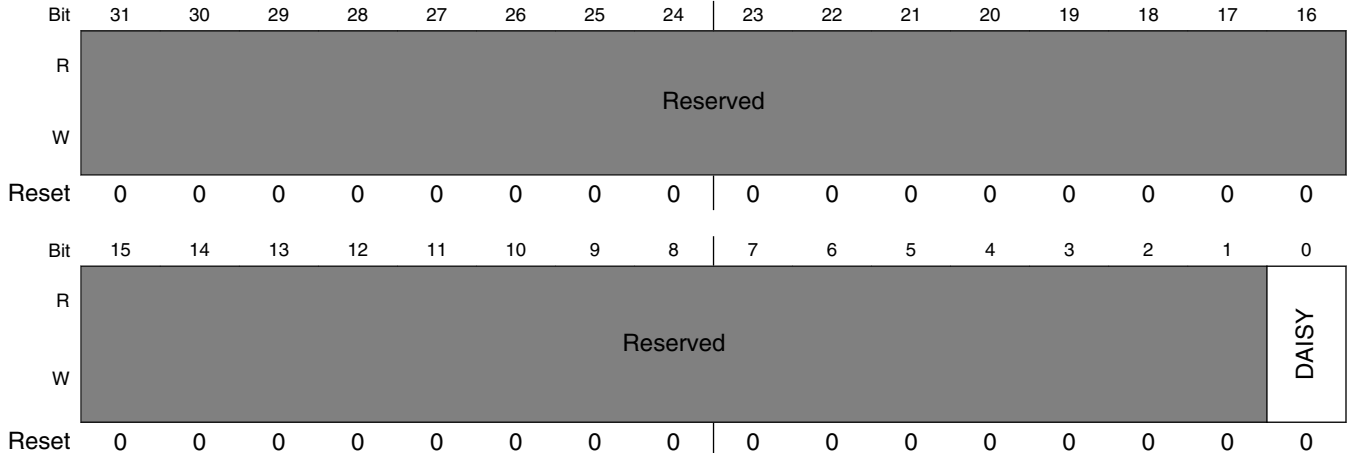 Bit 31 30 29 28 27 26 25 24 23 22 21 20 19 18 17 16
R
Reserved
W
Reset 0 0 0 0 0 0 0 0 0 0 0 0 0 0 0 0
Bit 15 14 13 12 11 10 9 8 7 6 5 4 3 2 1 0
R
Reserved
DAISY
W
Reset 0 0 0 0 0 0 0 0 0 0 0 0 0 0 0 0